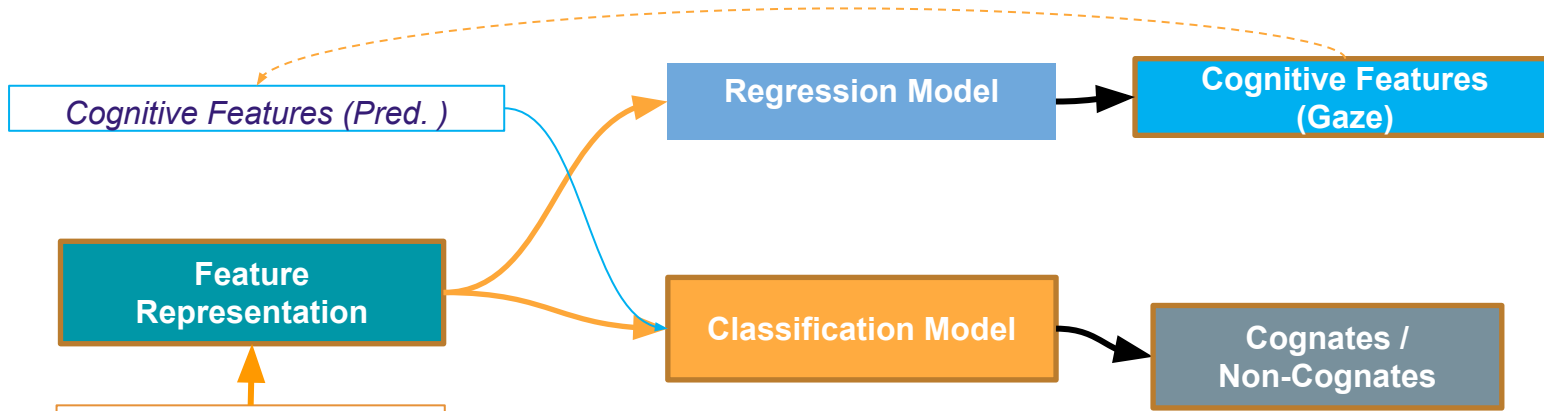 Cognitive Features (Pred. )
Regression Model
Cognitive Features
(Gaze)
Feature
Representation
Classification Model
Cognates /
Non-Cognates